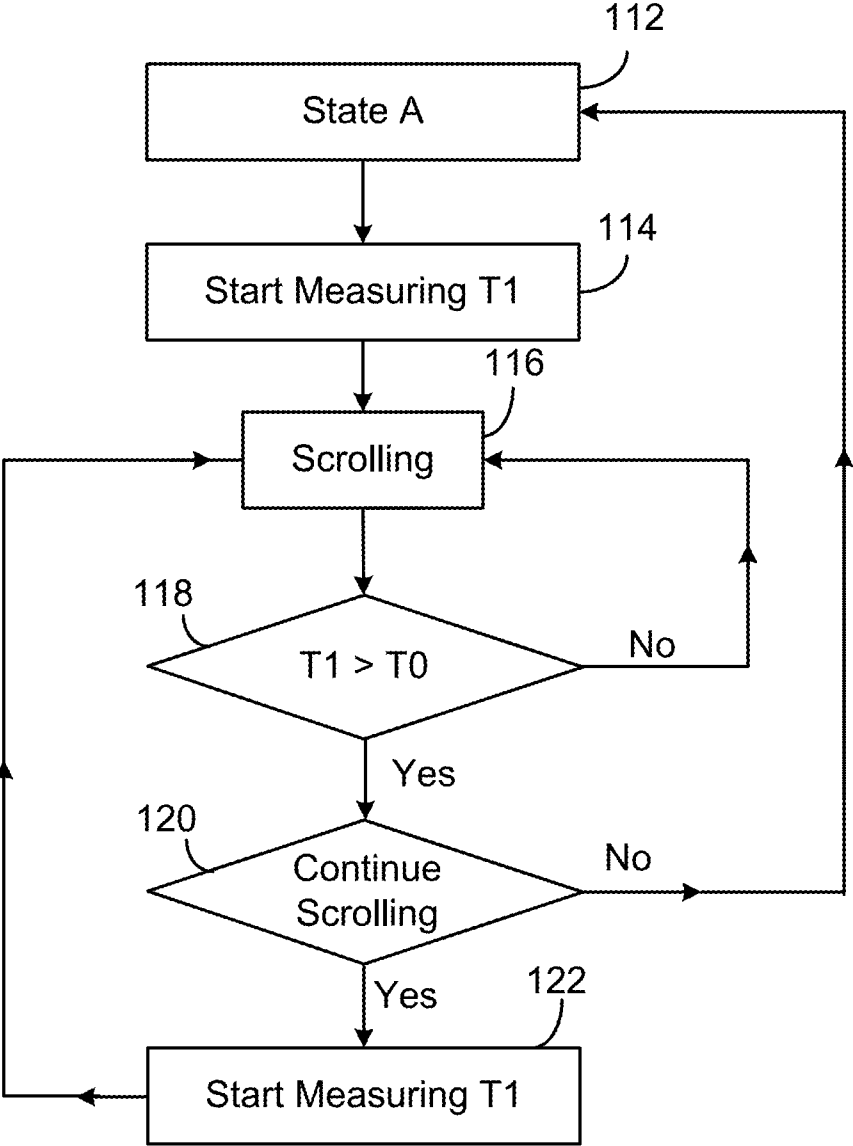 112
State A
114
Start Measuring T1
116
Scrolling
118
T1 > T0
No
Yes
120
Continue
Scrolling
No
Yes
122
Start Measuring T1